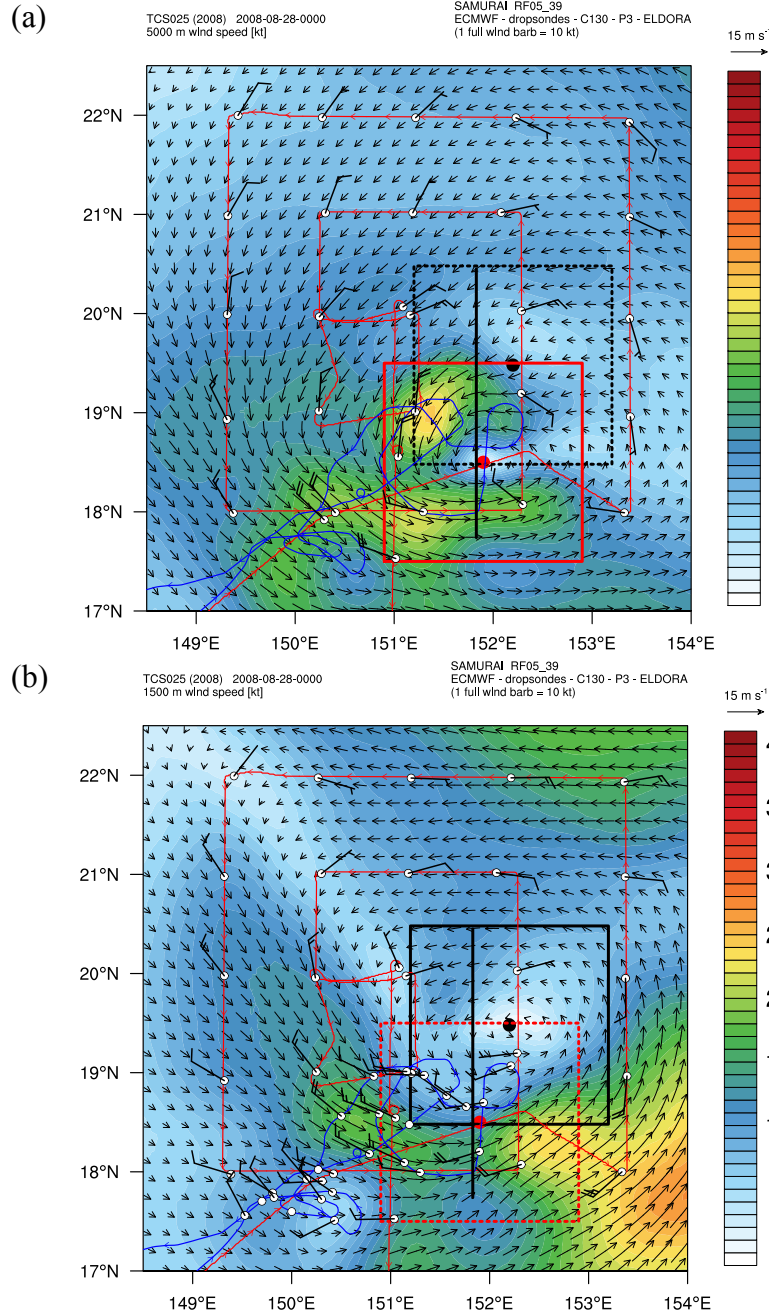 (a)
TCS025 (2008) 2008-08-28-0000
5000 m wind speed [kt]
SAMURAI RF05_39
ECMWF - dropsondes - C130 - P3 - ELDORA
(1 full wind barb = 10 kt)
15 m s⁻¹
22°N
21°N
20°N
19°N
18°N
17°N
149°E 150°E 151°E 152°E 153°E 154°E
(b)
TCS025 (2008) 2008-08-28-0000
1500 m wind speed [kt]
SAMURAI RF05_39
ECMWF - dropsondes - C130 - P3 - ELDORA
(1 full wind barb = 10 kt)
15 m s⁻¹
22°N
21°N
20°N
19°N
18°N
17°N
149°E 150°E 151°E 152°E 153°E 154°E